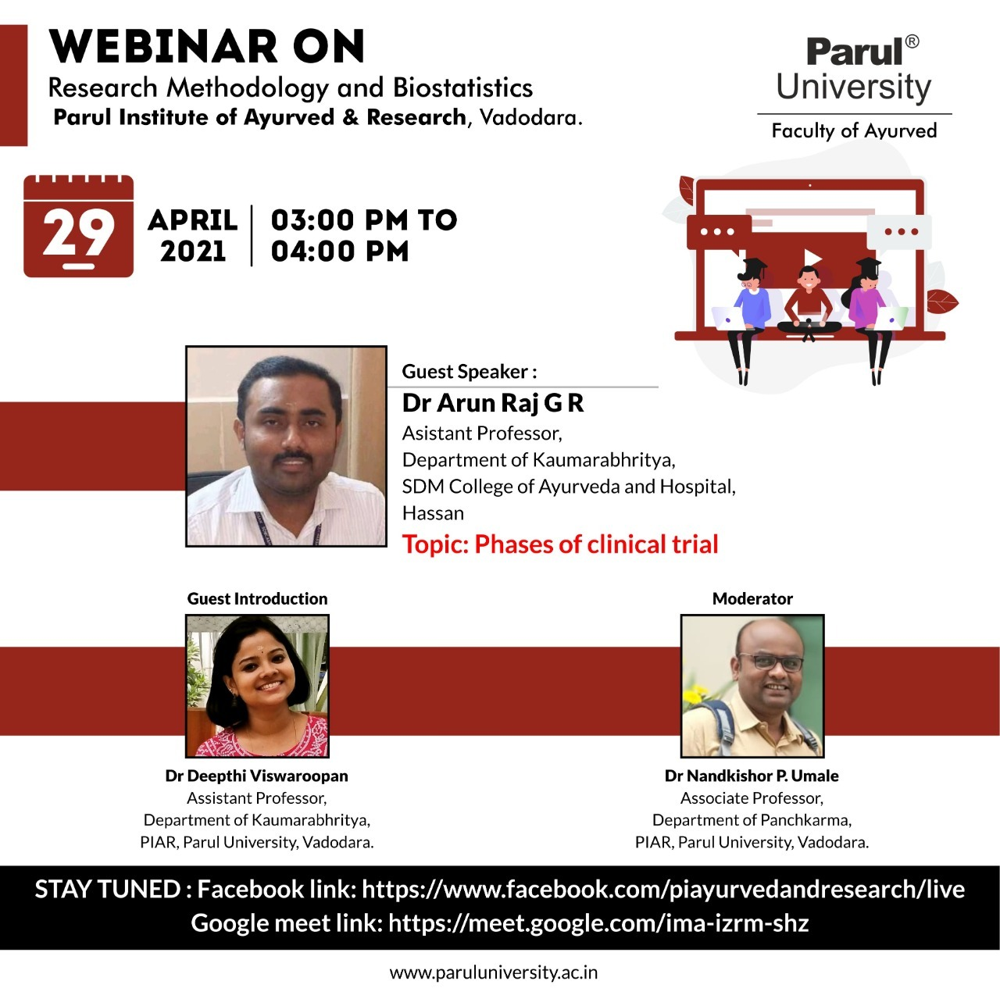 WEBINAR ON
Research Methodology and Biostatistics
Parul Institute of Ayurved & Research, Vadodara.
Parul®
University
Faculty of Ayurved
29
APRIL
2021
03:00 PM TO
04:00 PM
Guest Speaker :
Dr Arun Raj G R
Asistant Professor,
Department of Kaumarabhritya,
SDM College of Ayurveda and Hospital,
Hassan
Topic: Phases of clinical trial
Guest Introduction
Dr Deepthi Viswaroopan
Assistant Professor,
Department of Kaumarabhritya,
PIAR, Parul University, Vadodara.
Moderator
Dr Nandkishor P. Umale
Associate Professor,
Department of Panchkarma,
PIAR, Parul University, Vadodara.
STAY TUNED : Facebook link: https://www.facebook.com/piayurvedandresearch/live
Google meet link: https://meet.google.com/ima-izrm-shz
www.paruluniversity.ac.in